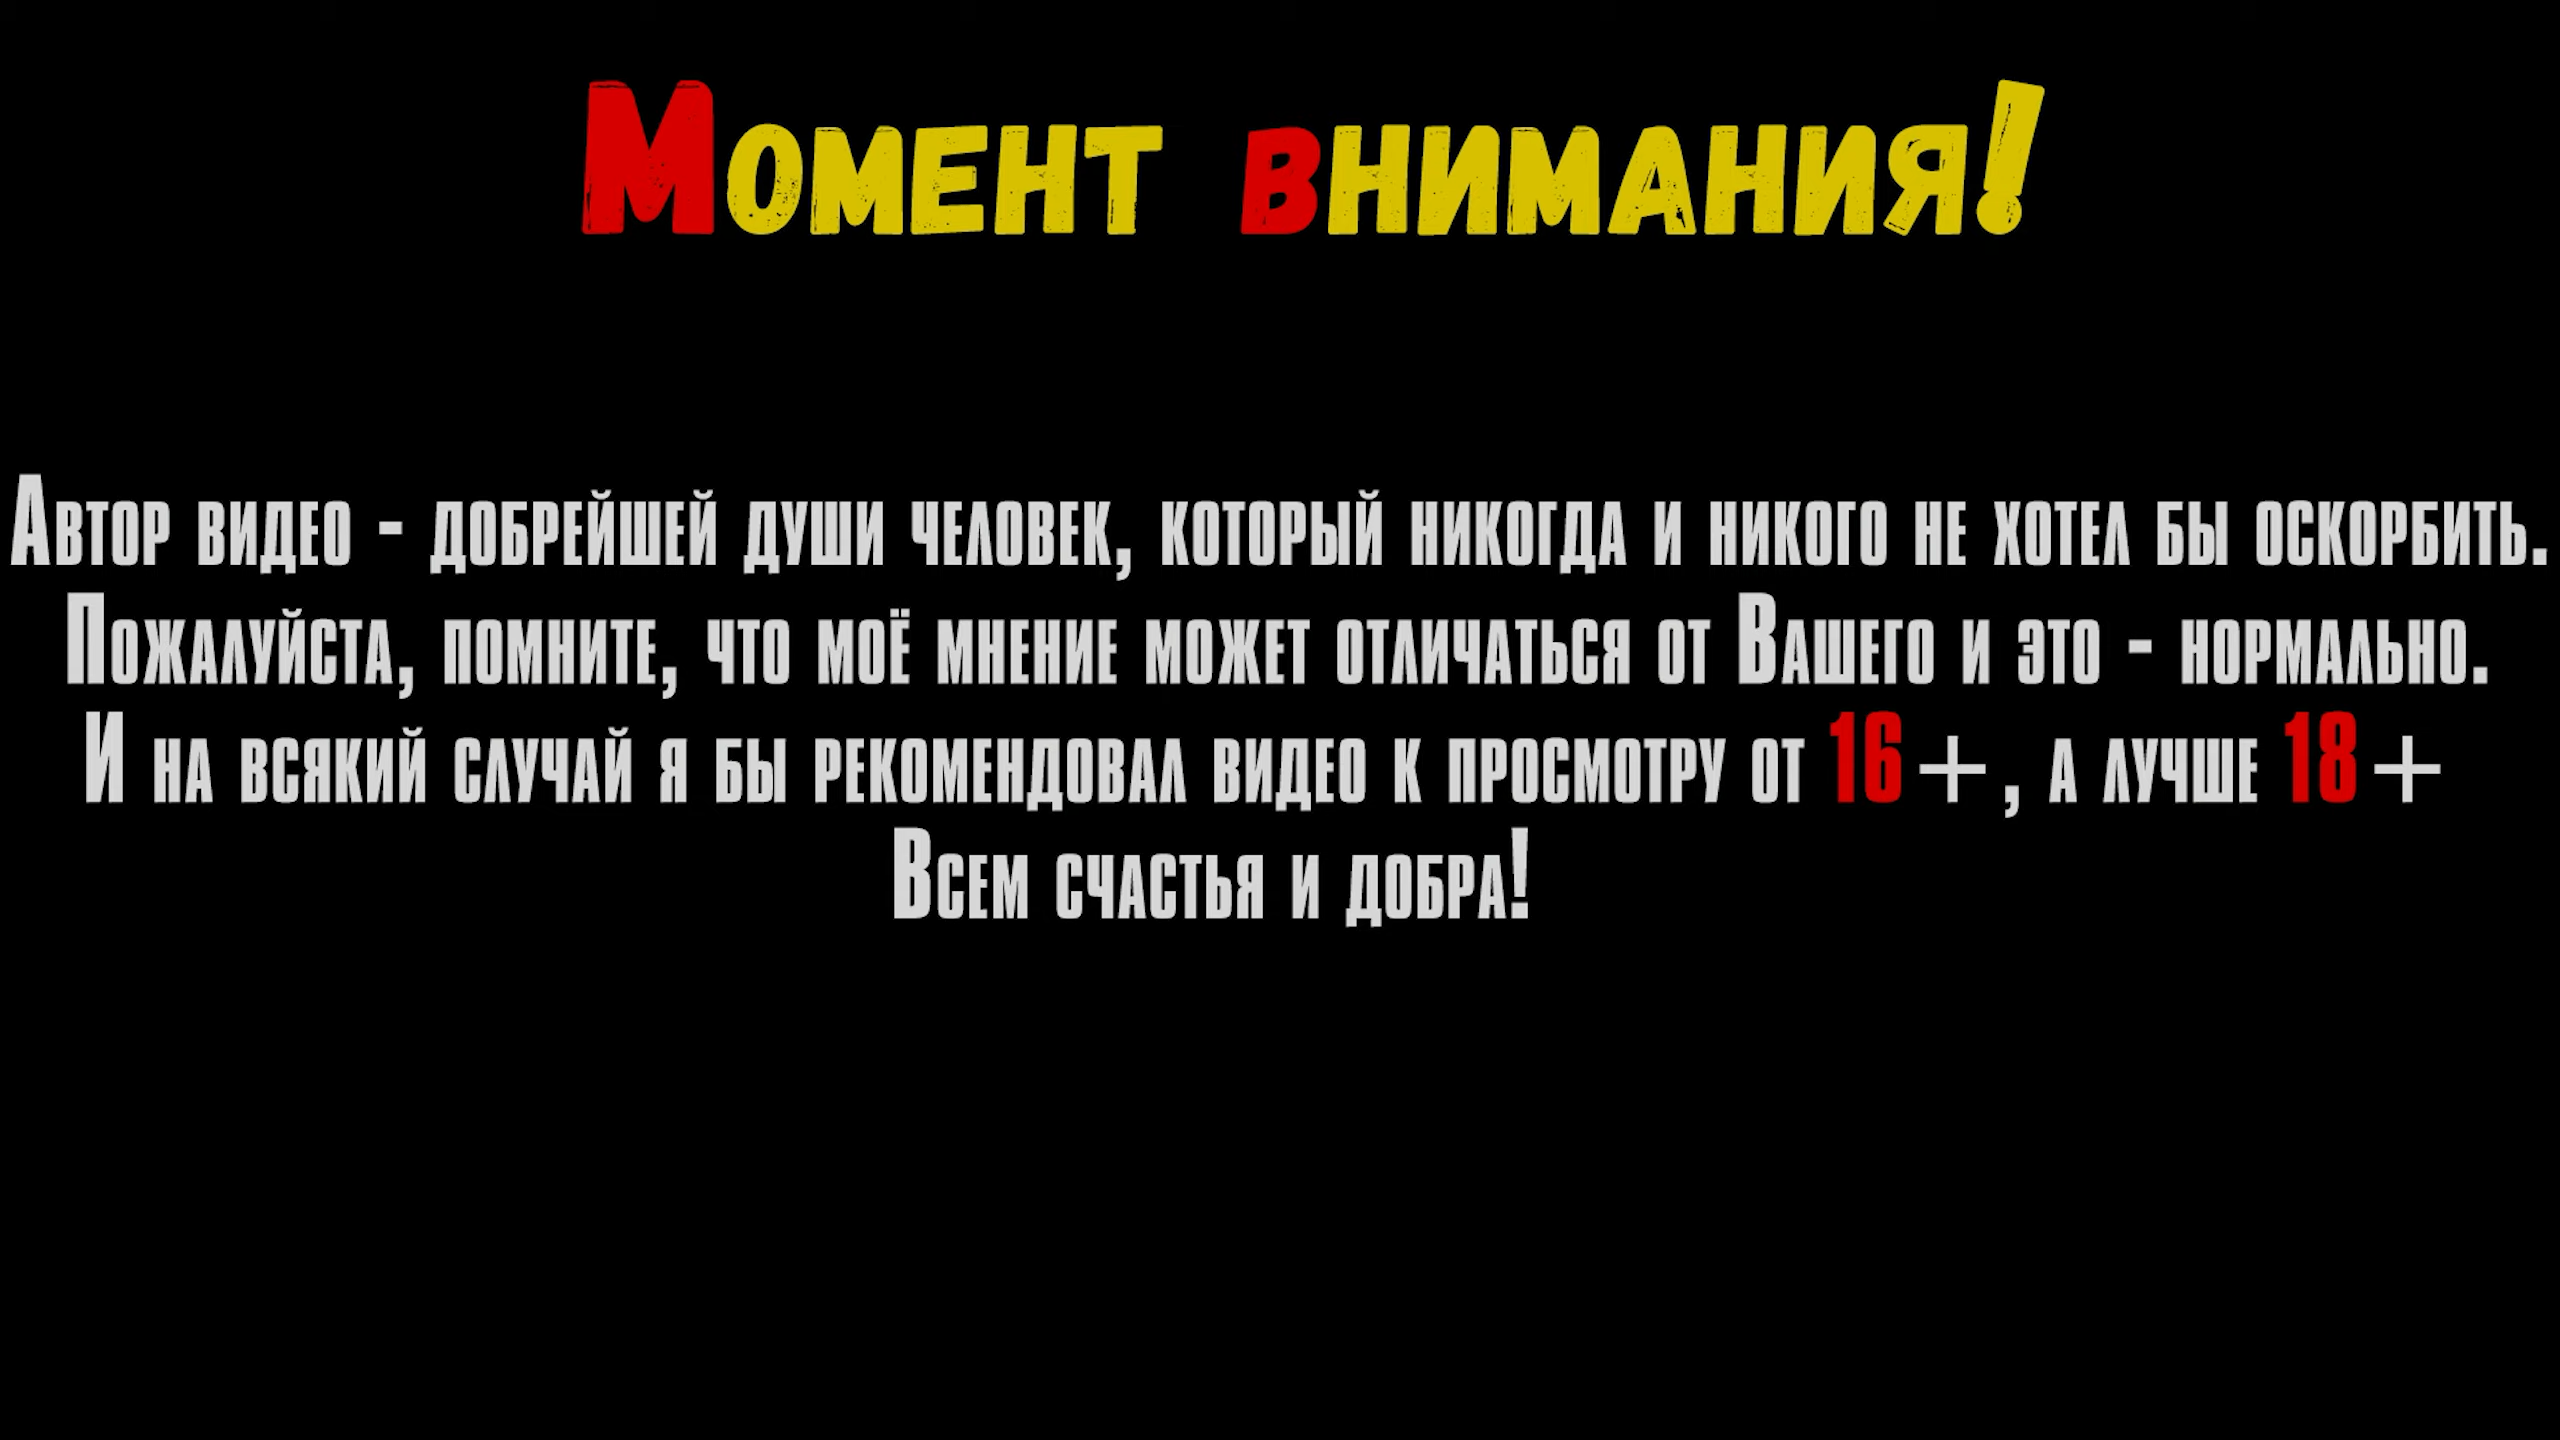 Момент внимания!
Автор видео - добрейшей души человек, который никогда и никого не хотел бы оскорбить.
Пожалуйста, помните, что моё мнение может отличаться от Вашего и это - нормально.
И на всякий случай я бы рекомендовал видео к просмотру от 16+, а лучше 18+
Всем счастья и добра!